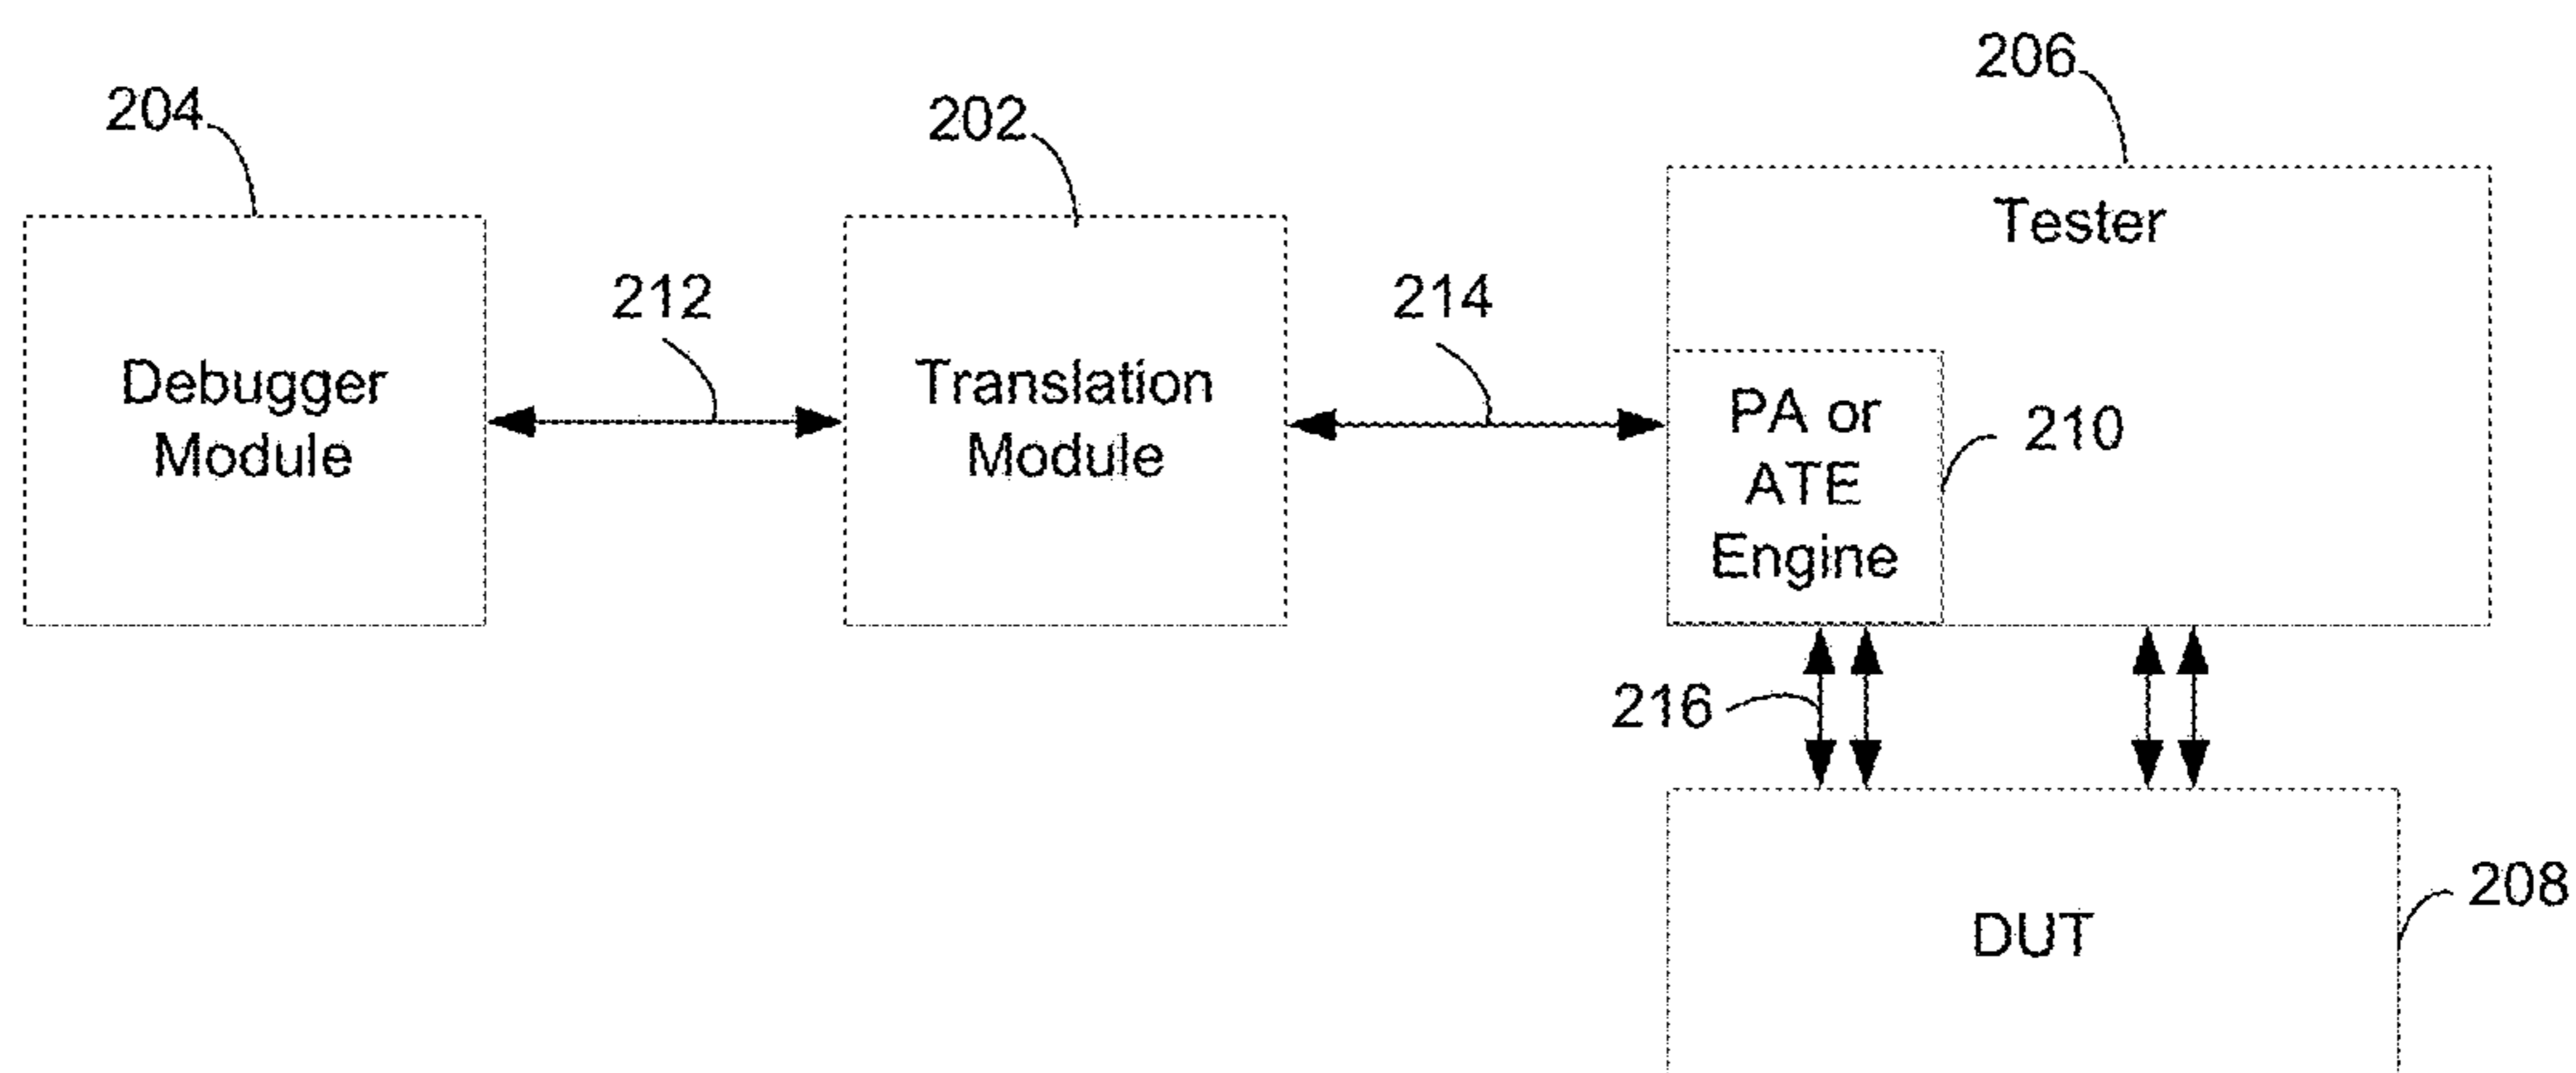 206
204
202
Tester
212
214
Debugger
Module
Translation
Module
PA or
ATE
Engine
210
216
208
DUT